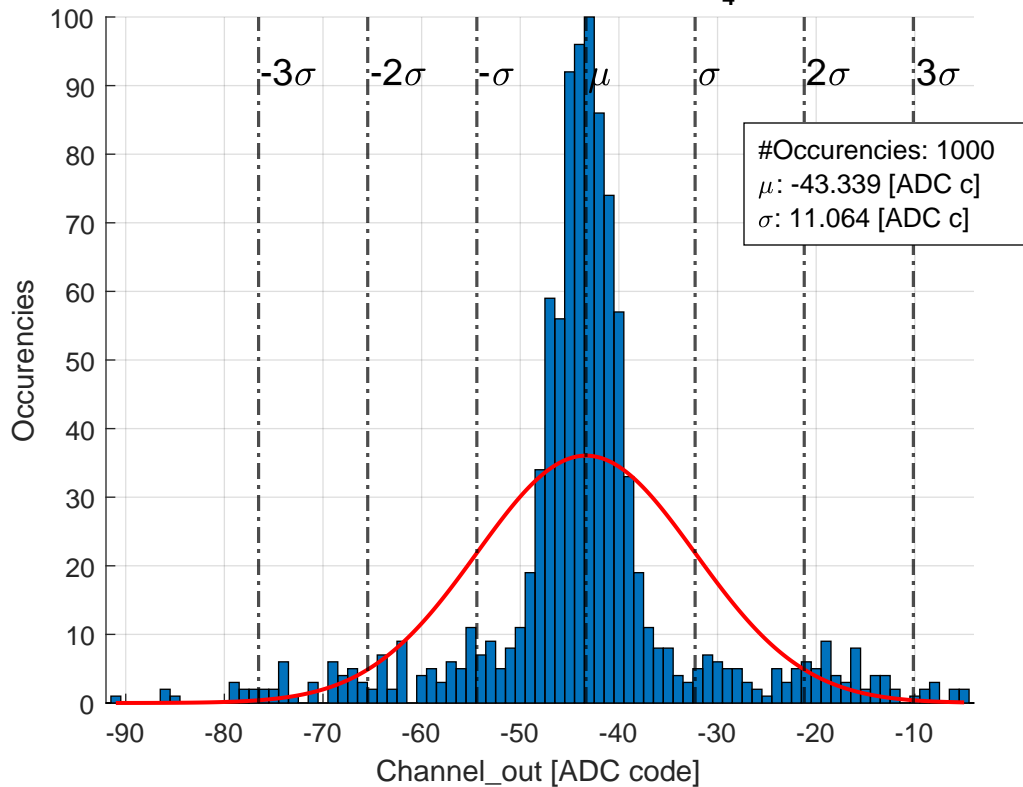 4
100
90
80
70
60
50
40
30
20
10
0
-3σ
-2σ
-σ
μ
σ
2σ
3σ
#Occurencies: 1000
μ: -43.339 [ADC c]
σ: 11.064 [ADC c]
Occurencies
-90
-80
-70
-60
-50
-40
-30
-20
-10
Channel_out [ADC code]